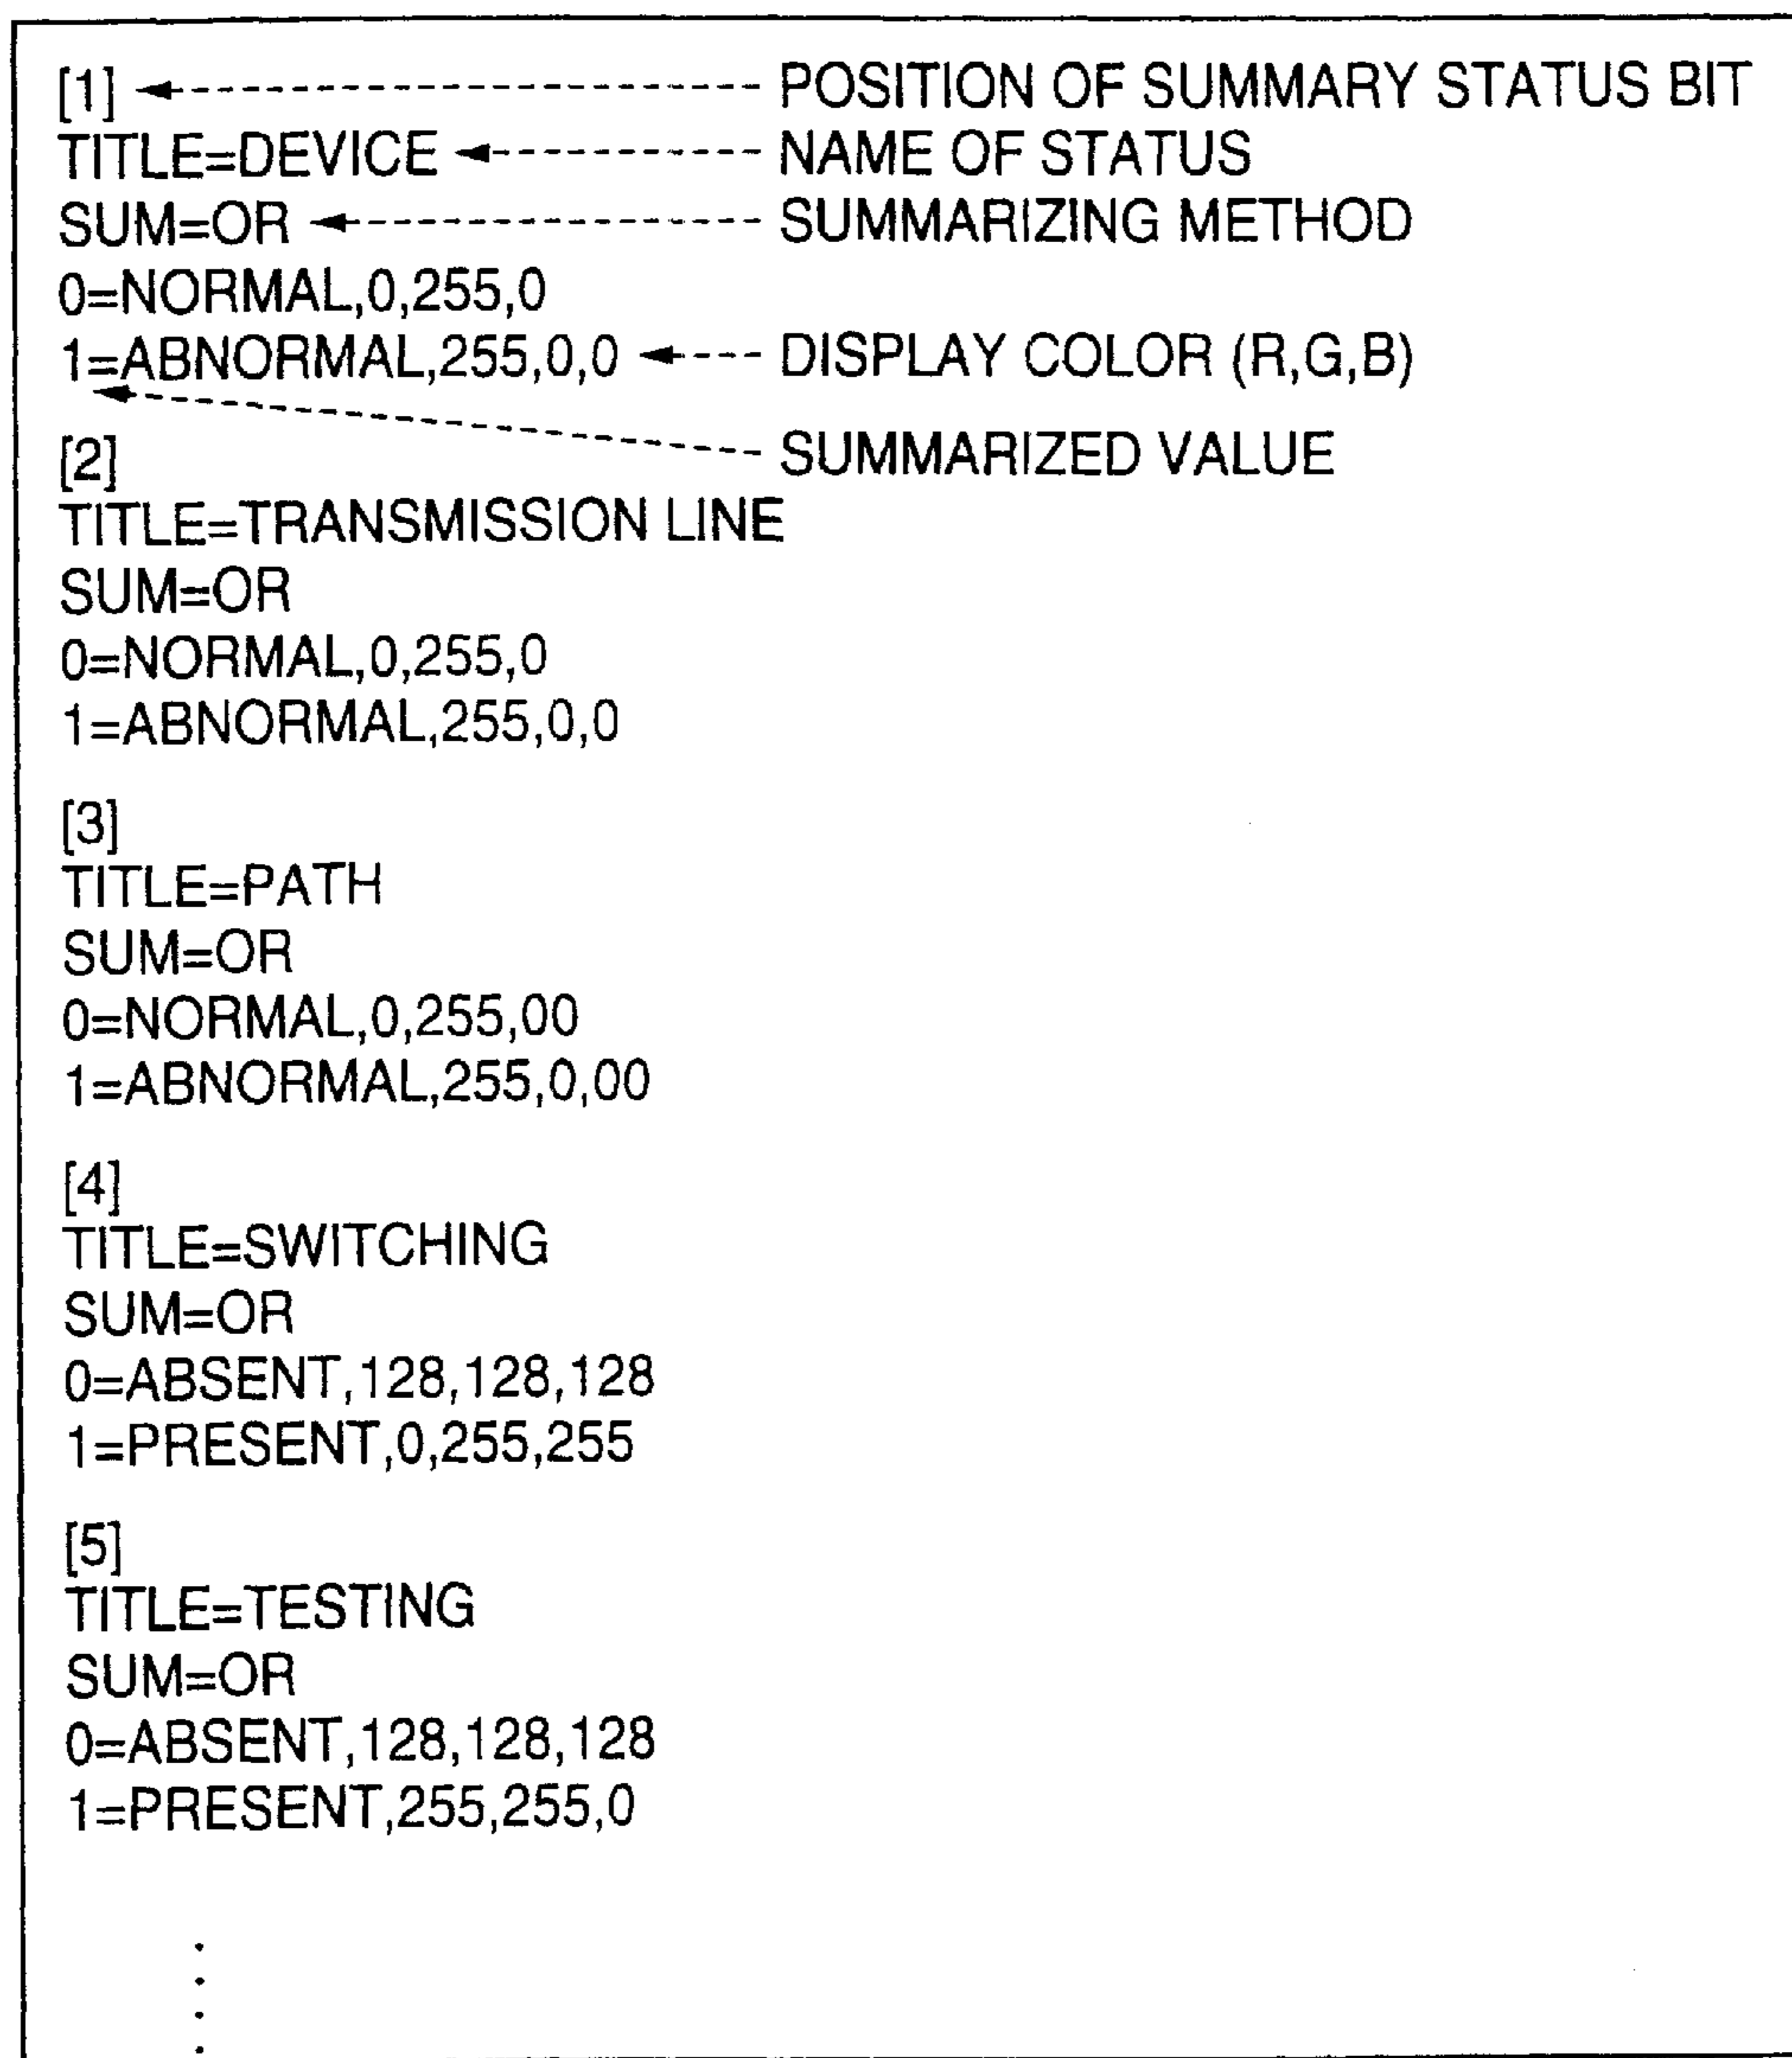 [1] POSITION OF SUMMARY STATUS BIT
TITLE=DEVICE NAME OF STATUS
SUM=OR SUMMARIZING METHOD
0=NORMAL,0,255,0
1=ABNORMAL,255,0,0 DISPLAY COLOR (R,G,B)
SUMMARIZED VALUE
[2]
TITLE=TRANSMISSION LINE
SUM=OR
0=NORMAL,0,255,0
1=ABNORMAL,255,0,0
[3]
TITLE=PATH
SUM=OR
0=NORMAL,0,255,00
1=ABNORMAL,255,0,00
[4]
TITLE=SWITCHING
SUM=OR
0=ABSENT,128,128,128
1=PRESENT,0,255,255
[5]
TITLE=TESTING
SUM=OR
0=ABSENT,128,128,128
1=PRESENT,255,255,0